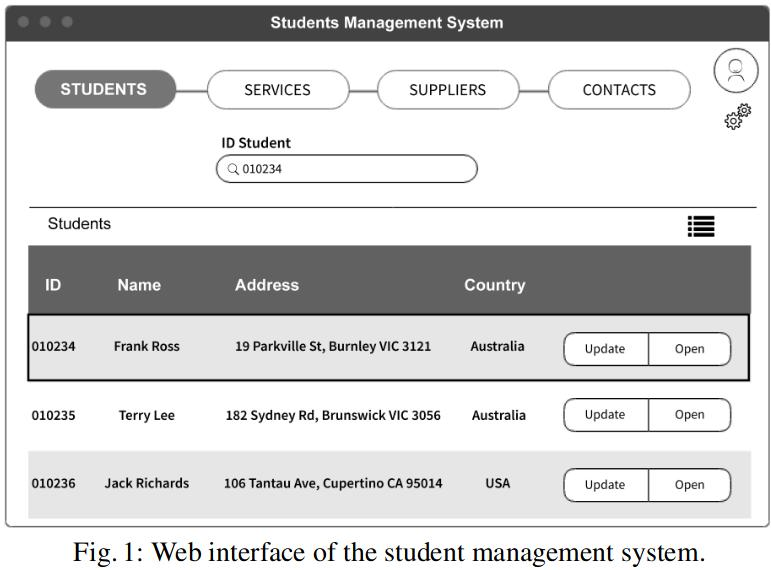 Students Management System
STUDENTS SERVICES SUPPLIERS CONTACTS
ID Student
010234
Students
ID Name Address Country
010234 Frank Ross 19 Parkville St, Burnley VIC 3121 Australia Update Open
010235 Terry Lee 182 Sydney Rd, Brunswick VIC 3056 Australia Update Open
010236 Jack Richards 106 Tantau Ave, Cupertino CA 95014 USA Update Open
Fig. 1: Web interface of the student management system.